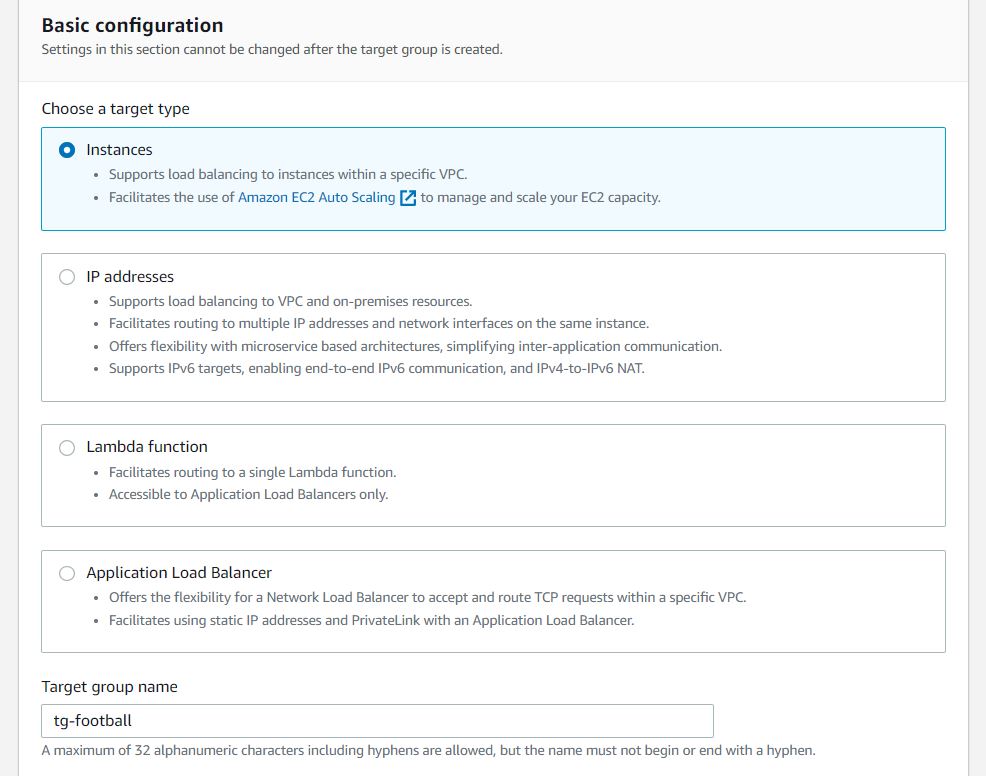 Basic configuration
Settings in this section cannot be changed after the target group is created.
Choose a target type
Instances
• Supports load balancing to instances within a specific VPC.
• Facilitates the use of Amazon EC2 Auto Scaling to manage and scale your EC2 capacity.
IP addresses
• Supports load balancing to VPC and on-premises resources.
• Facilitates routing to multiple IP addresses and network interfaces on the same instance.
• Offers flexibility with microservice based architectures, simplifying inter-application communication.
• Supports IPv6 targets, enabling end-to-end IPv6 communication, and IPv4-to-IPv6 NAT.
Lambda function
• Facilitates routing to a single Lambda function.
• Accessible to Application Load Balancers only.
Application Load Balancer
• Offers the flexibility for a Network Load Balancer to accept and route TCP requests within a specific VPC.
• Facilitates using static IP addresses and PrivateLink with an Application Load Balancer.
Target group name
tg-football
A maximum of 32 alphanumeric characters including hyphens are allowed, but the name must not begin or end with a hyphen.